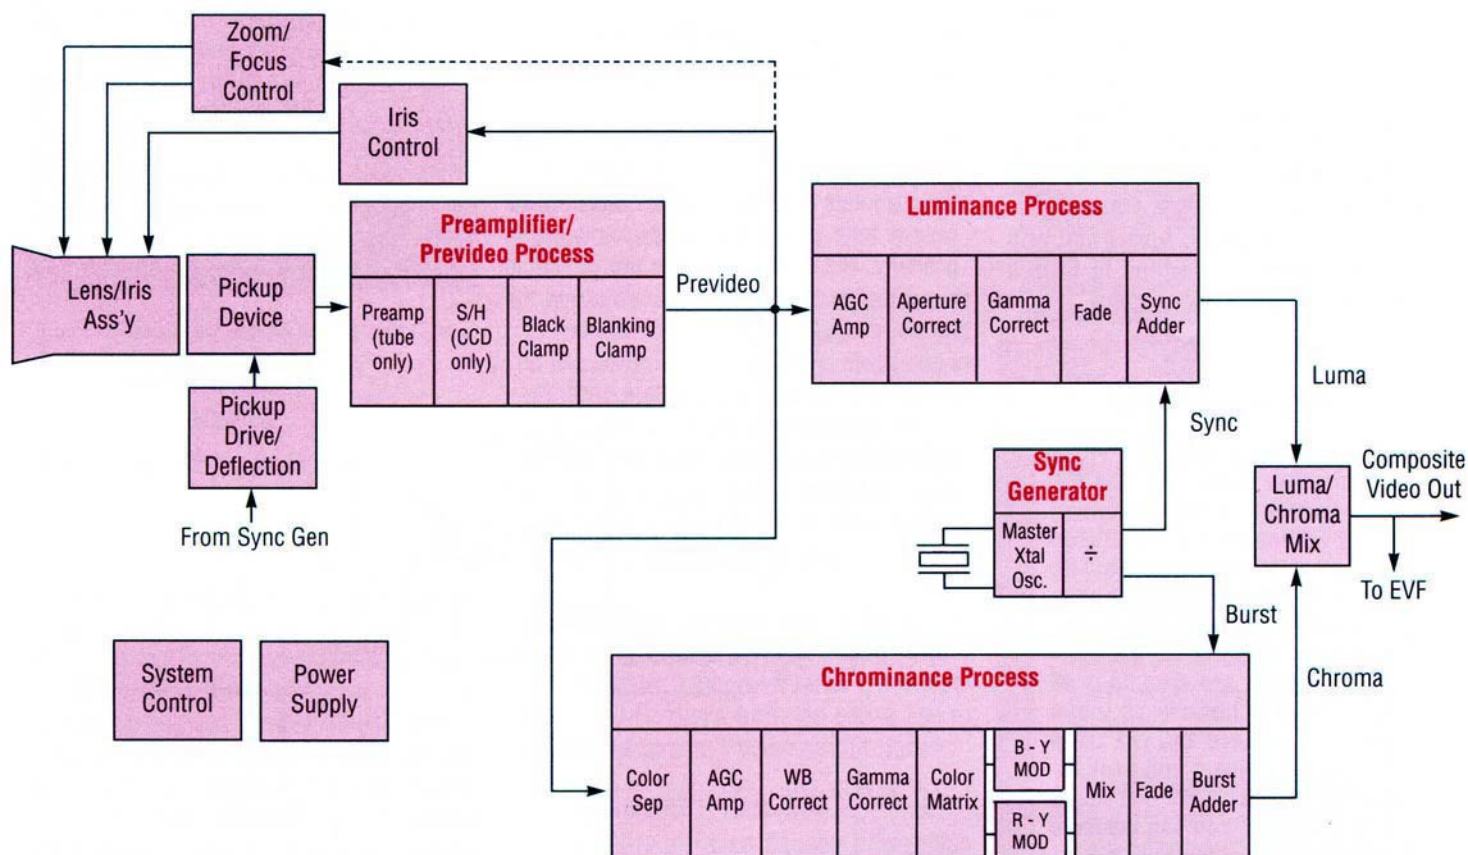 Zoom/
Focus
Control
Iris
Control
Lens/Iris
Ass'y
Pickup
Device
Pickup
Drive/
Deflection
From Sync Gen
Preamplifier/
Prevideo Process
Preamp
(tube
only)
S/H
(CCD
only)
Black
Clamp
Blanking
Clamp
Prevideo
Luminance Process
AGC
Amp
Aperture
Correct
Gamma
Correct
Fade
Sync
Adder
Luma
Sync
Sync
Generator
Master
Xtal
Osc.
÷
Burst
Luma/
Chroma
Mix
Composite
Video Out
To EVF
Chroma
System
Control
Power
Supply
Chrominance Process
Color
Sep
AGC
Amp
WB
Correct
Gamma
Correct
Color
Matrix
B - Y
MOD
R - Y
MOD
Mix
Fade
Burst
Adder